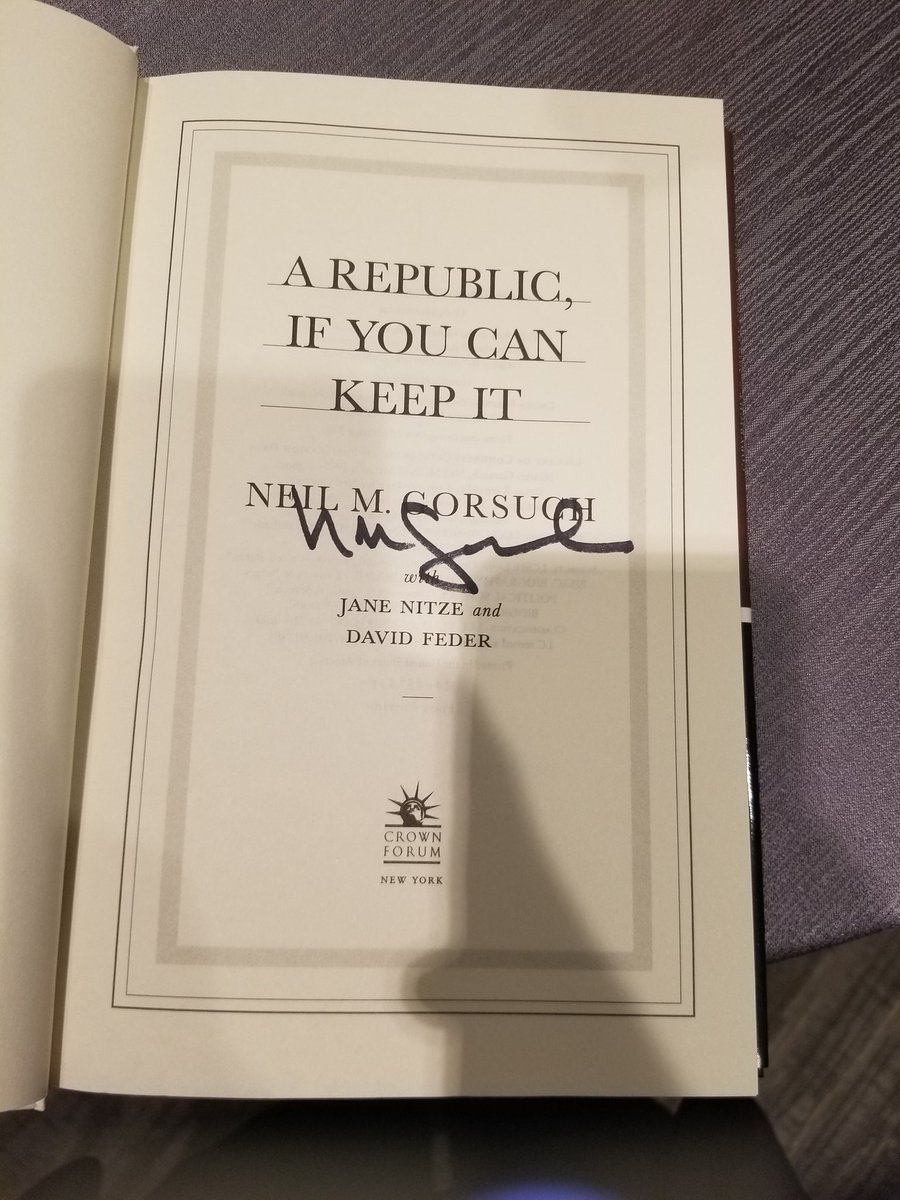 A REPUBLIC,
IF YOU CAN
KEEP IT
NEIL M. GORSUCH
with
JANE NITZE and
DAVID FEDER
CROWN
FORUM
NEW YORK